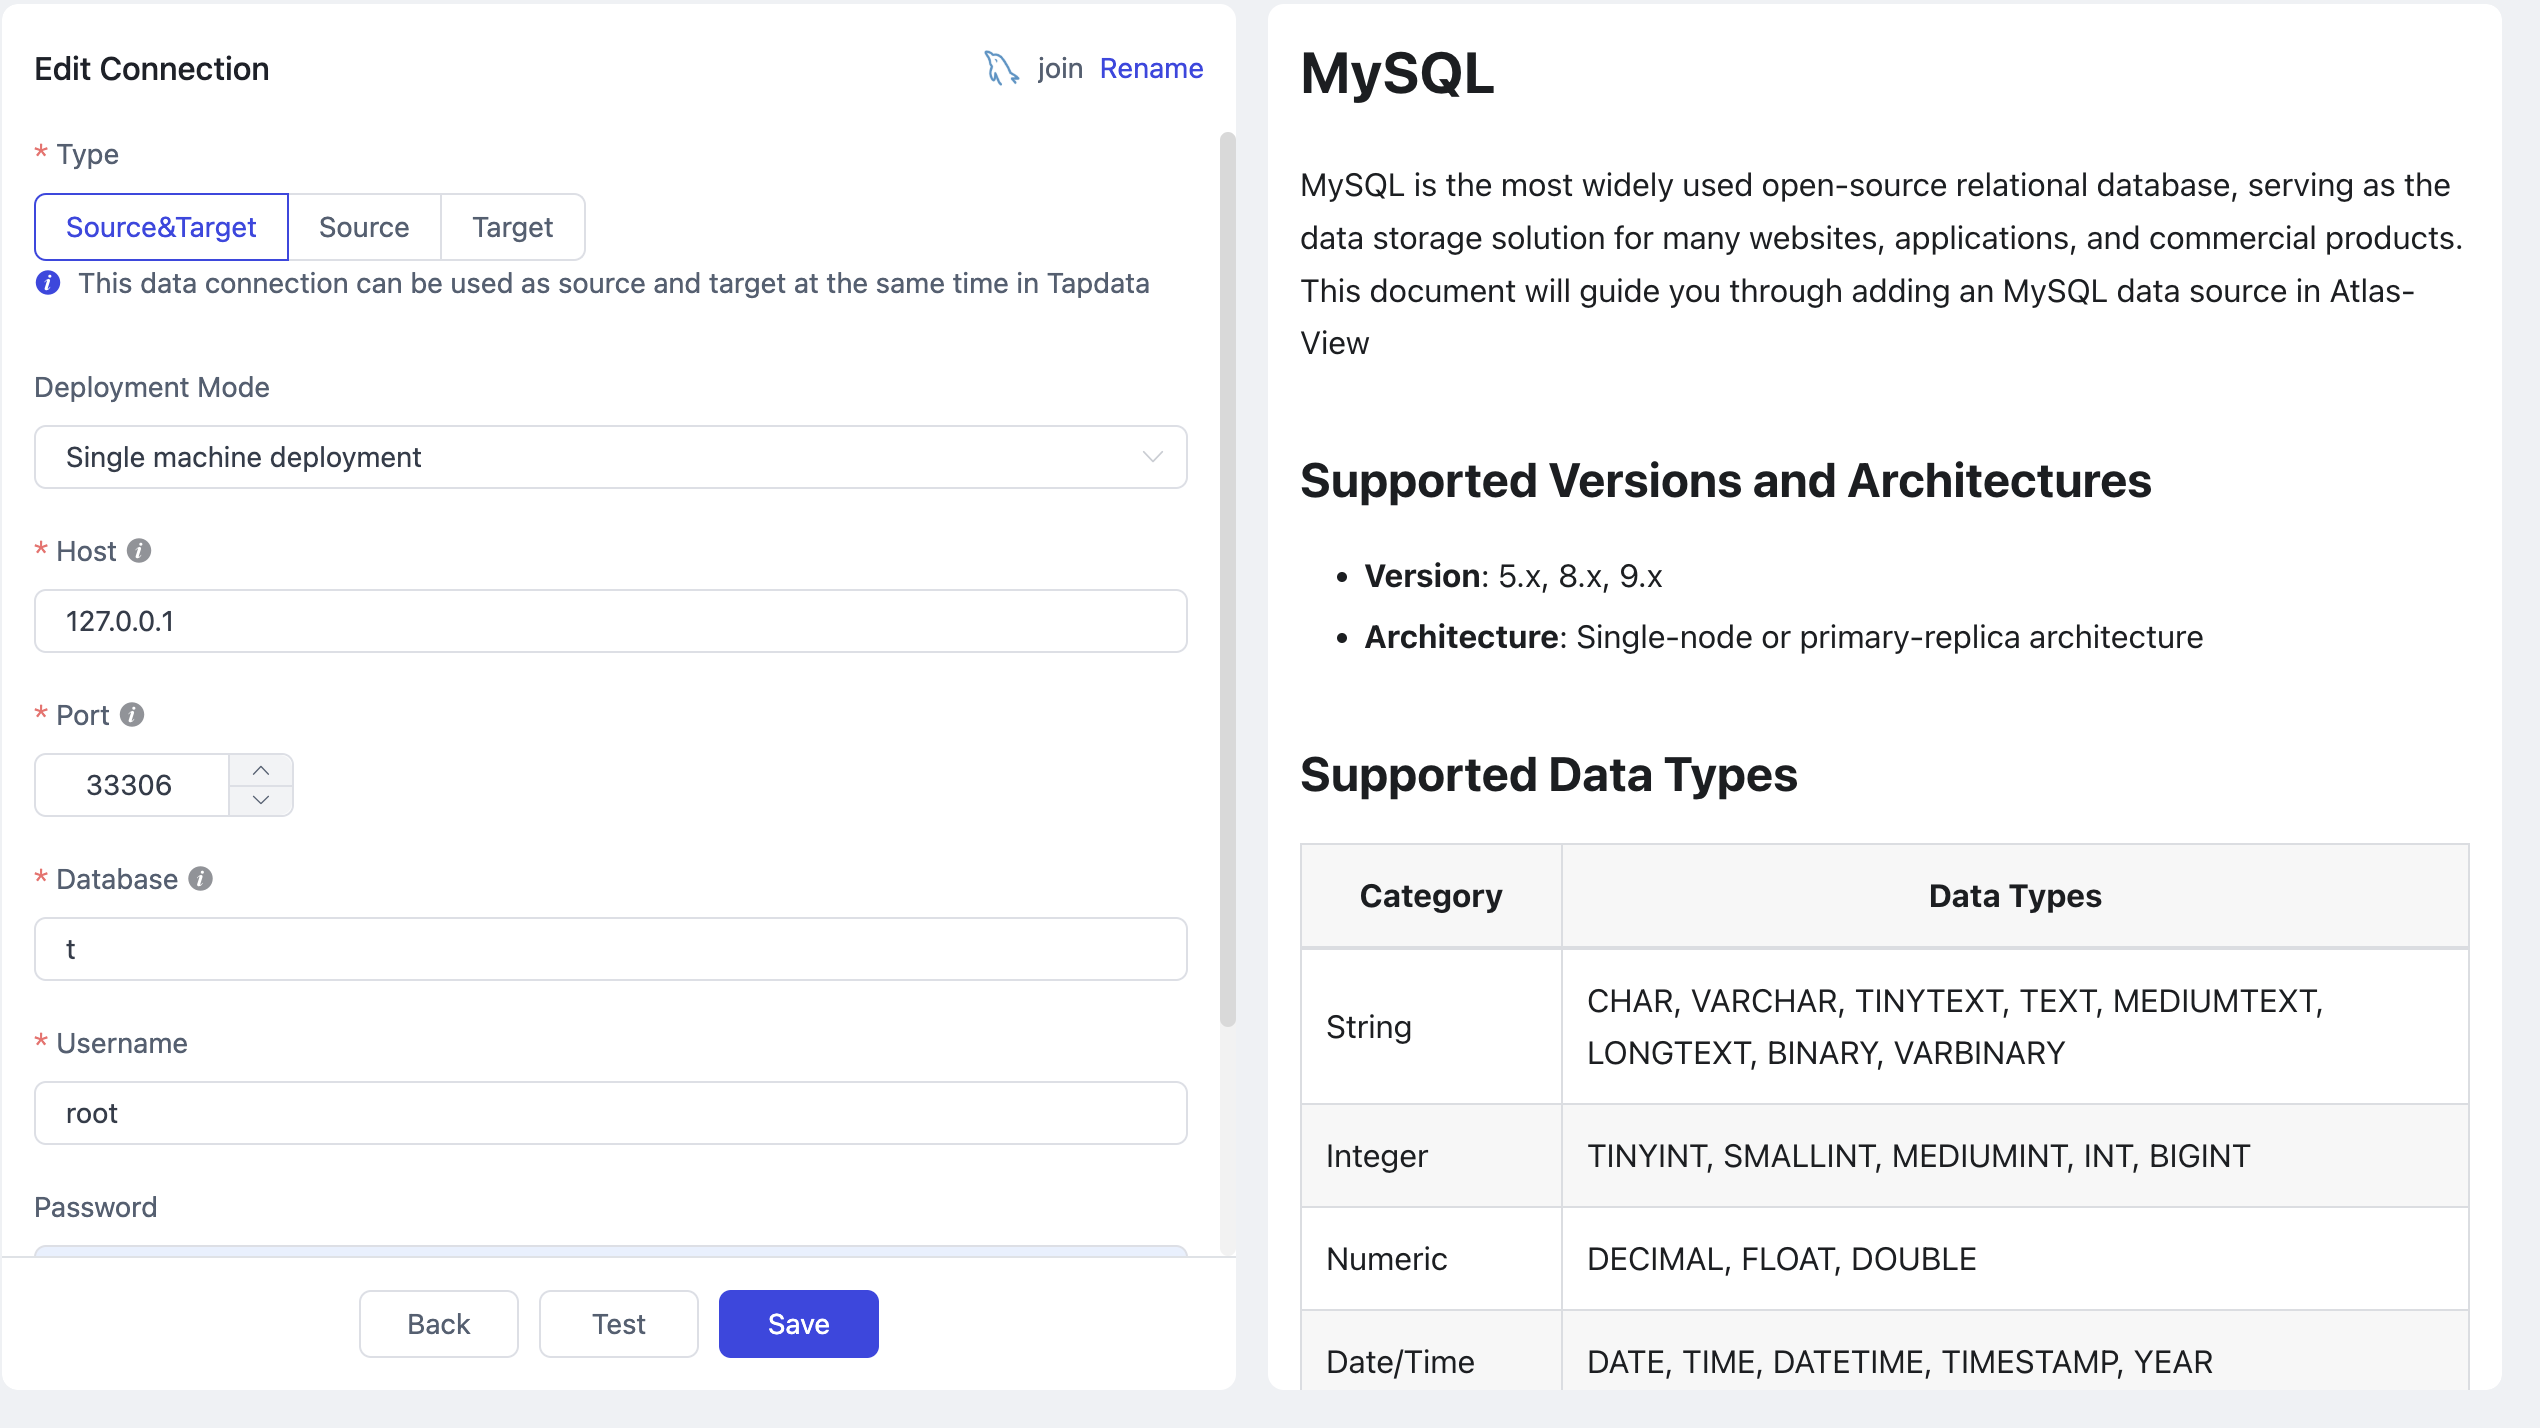 Edit Connection
join Rename
* Type
Source&Target Source Target
This data connection can be used as source and target at the same time in Tapdata
Deployment Mode
Single machine deployment
* Host
127.0.0.1
* Port
33306
* Database
t
* Username
root
Password
Back Test Save
MySQL
MySQL is the most widely used open-source relational database, serving as the
data storage solution for many websites, applications, and commercial products.
This document will guide you through adding an MySQL data source in Atlas-
View
Supported Versions and Architectures
• Version: 5.x, 8.x, 9.x
• Architecture: Single-node or primary-replica architecture
Supported Data Types
Category Data Types
String CHAR, VARCHAR, TINYTEXT, TEXT, MEDIUMTEXT,
LONGTEXT, BINARY, VARBINARY
Integer TINYINT, SMALLINT, MEDIUMINT, INT, BIGINT
Numeric DECIMAL, FLOAT, DOUBLE
Date/Time DATE, TIME, DATETIME, TIMESTAMP, YEAR